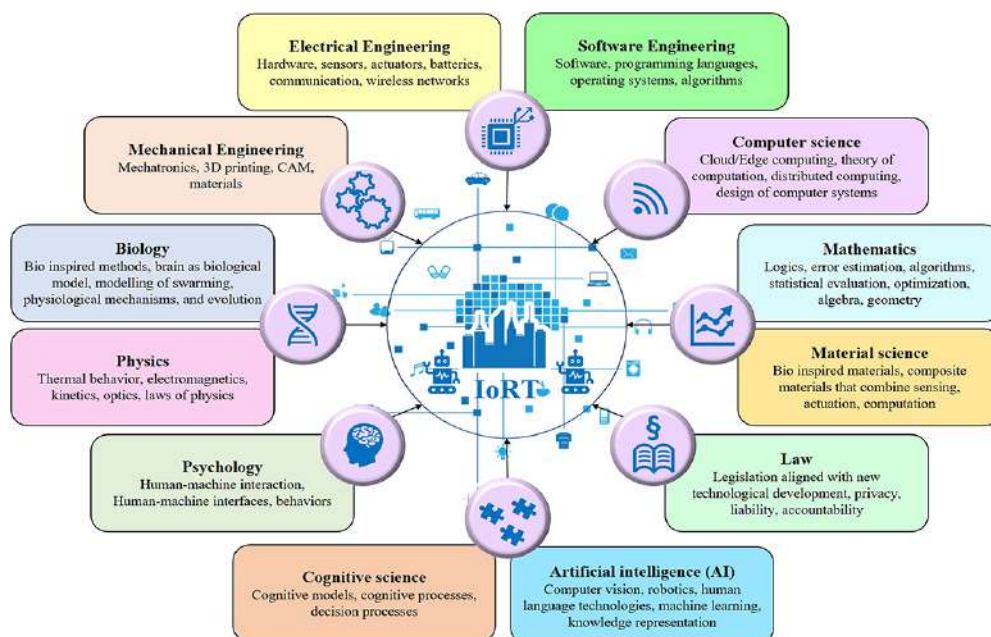 Electrical Engineering
Hardware, sensors, actuators, batteries,
communication, wireless networks
Software Engineering
Software, programming languages,
operating systems, algorithms
Mechanical Engineering
Mechatronics, 3D printing, CAM,
materials
Computer science
Cloud/Edge computing, theory of
computation, distributed computing,
design of computer systems
Biology
Bio inspired methods, brain as biological
model, modelling of swarming,
physiological mechanisms, and evolution
Mathematics
Logics, error estimation, algorithms,
statistical evaluation, optimization,
algebra, geometry
Physics
Thermal behavior, electromagnetics,
kinetics, optics, laws of physics
Material science
Bio inspired materials, composite
materials that combine sensing,
actuation, computation
IoRT
Psychology
Human-machine interaction,
Human-machine interfaces, behaviors
§
Law
Legislation aligned with new
technological development, privacy,
liability, accountability
Cognitive science
Cognitive models, cognitive processes,
decision processes
Artificial intelligence (AI)
Computer vision, robotics, human
language technologies, machine learning,
knowledge representation